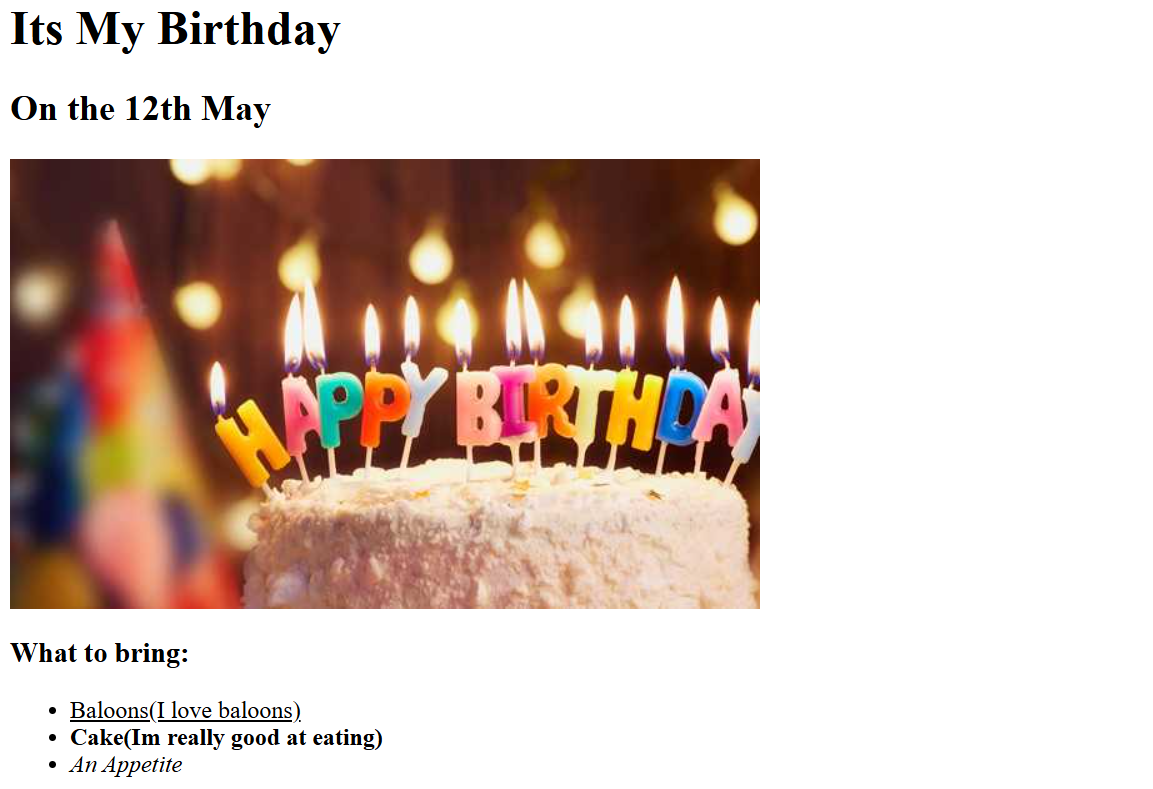 Its My Birthday
On the 12th May
HAPPY BIRTHDAY
What to bring:
Baloons(I love baloons)
Cake(Im really good at eating)
An Appetite